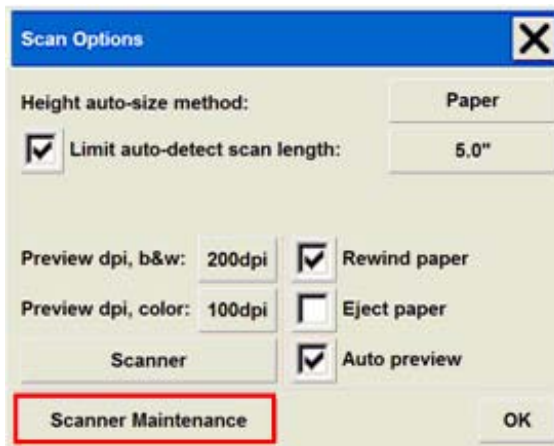 Scan Options
Height auto-size method: Paper
Limit auto-detect scan length: 5.0"
Preview dpi, b&w: 200dpi Rewind paper
Preview dpi, color: 100dpi Eject paper
Scanner Auto preview
Scanner Maintenance OK